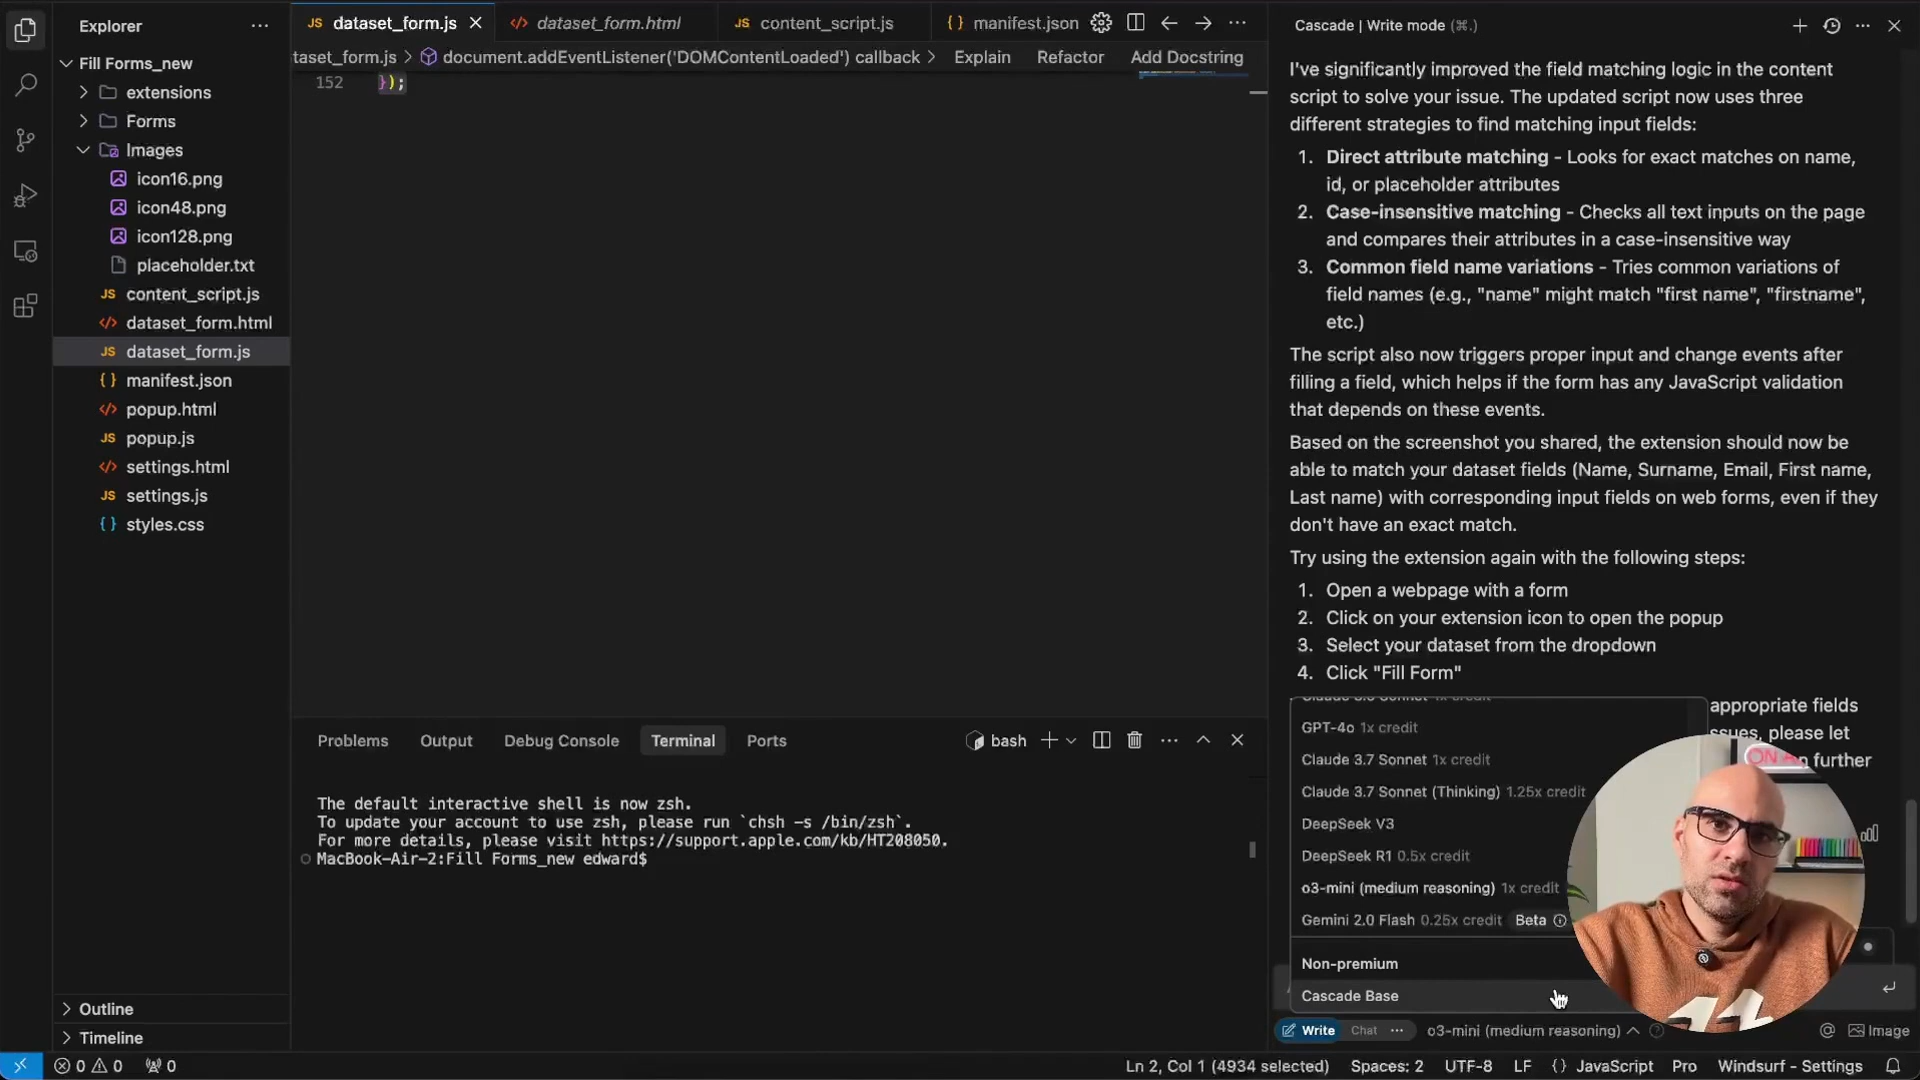 Explorer
Fill Forms_new
extensions
Forms
Images
icon16.png
icon48.png
icon128.png
placeholder.txt
JS content_script.js
</> dataset_form.html
JS dataset_form.js
{} manifest.json
</> popup.html
JS popup.js
</> settings.html
JS settings.js
{} styles.css
Outline
Timeline
JS dataset_form.js
</> dataset_form.html
JS content_script.js
{} manifest.json
taset_form.js > document.addEventListener('DOMContentLoaded') callback > Explain Refactor Add Docstring
152 });
Problems Output Debug Console Terminal Ports
bash
The default interactive shell is now zsh.
To update your account to use zsh, please run `chsh -s /bin/zsh`.
For more details, please visit https://support.apple.com/kb/HT208050.
MacBook-Air-2:Fill Forms_new edward$
Cascade | Write mode (⌘.)
I've significantly improved the field matching logic in the content
script to solve your issue. The updated script now uses three
different strategies to find matching input fields:
1. Direct attribute matching - Looks for exact matches on name,
id, or placeholder attributes
2. Case-insensitive matching - Checks all text inputs on the page
and compares their attributes in a case-insensitive way
3. Common field name variations - Tries common variations of
field names (e.g., "name" might match "first name", "firstname",
etc.)
The script also now triggers proper input and change events after
filling a field, which helps if the form has any JavaScript validation
that depends on these events.
Based on the screenshot you shared, the extension should now be
able to match your dataset fields (Name, Surname, Email, First name,
Last name) with corresponding input fields on web forms, even if they
don't have an exact match.
Try using the extension again with the following steps:
1. Open a webpage with a form
2. Click on your extension icon to open the popup
3. Select your dataset from the dropdown
4. Click "Fill Form"
appropriate fields
ssues, please let
further
GPT-4o 1x credit
Claude 3.7 Sonnet 1x credit
Claude 3.7 Sonnet (Thinking) 1.25x credit
DeepSeek V3
DeepSeek R1 0.5x credit
o3-mini (medium reasoning) 1x credit
Gemini 2.0 Flash 0.25x credit Beta
Non-premium
Cascade Base
Write Chat ... o3-mini (medium reasoning) @ Image
0 0 0
Ln 2, Col 1 (4934 selected) Spaces: 2 UTF-8 LF {} JavaScript Pro Windsurf - Settings